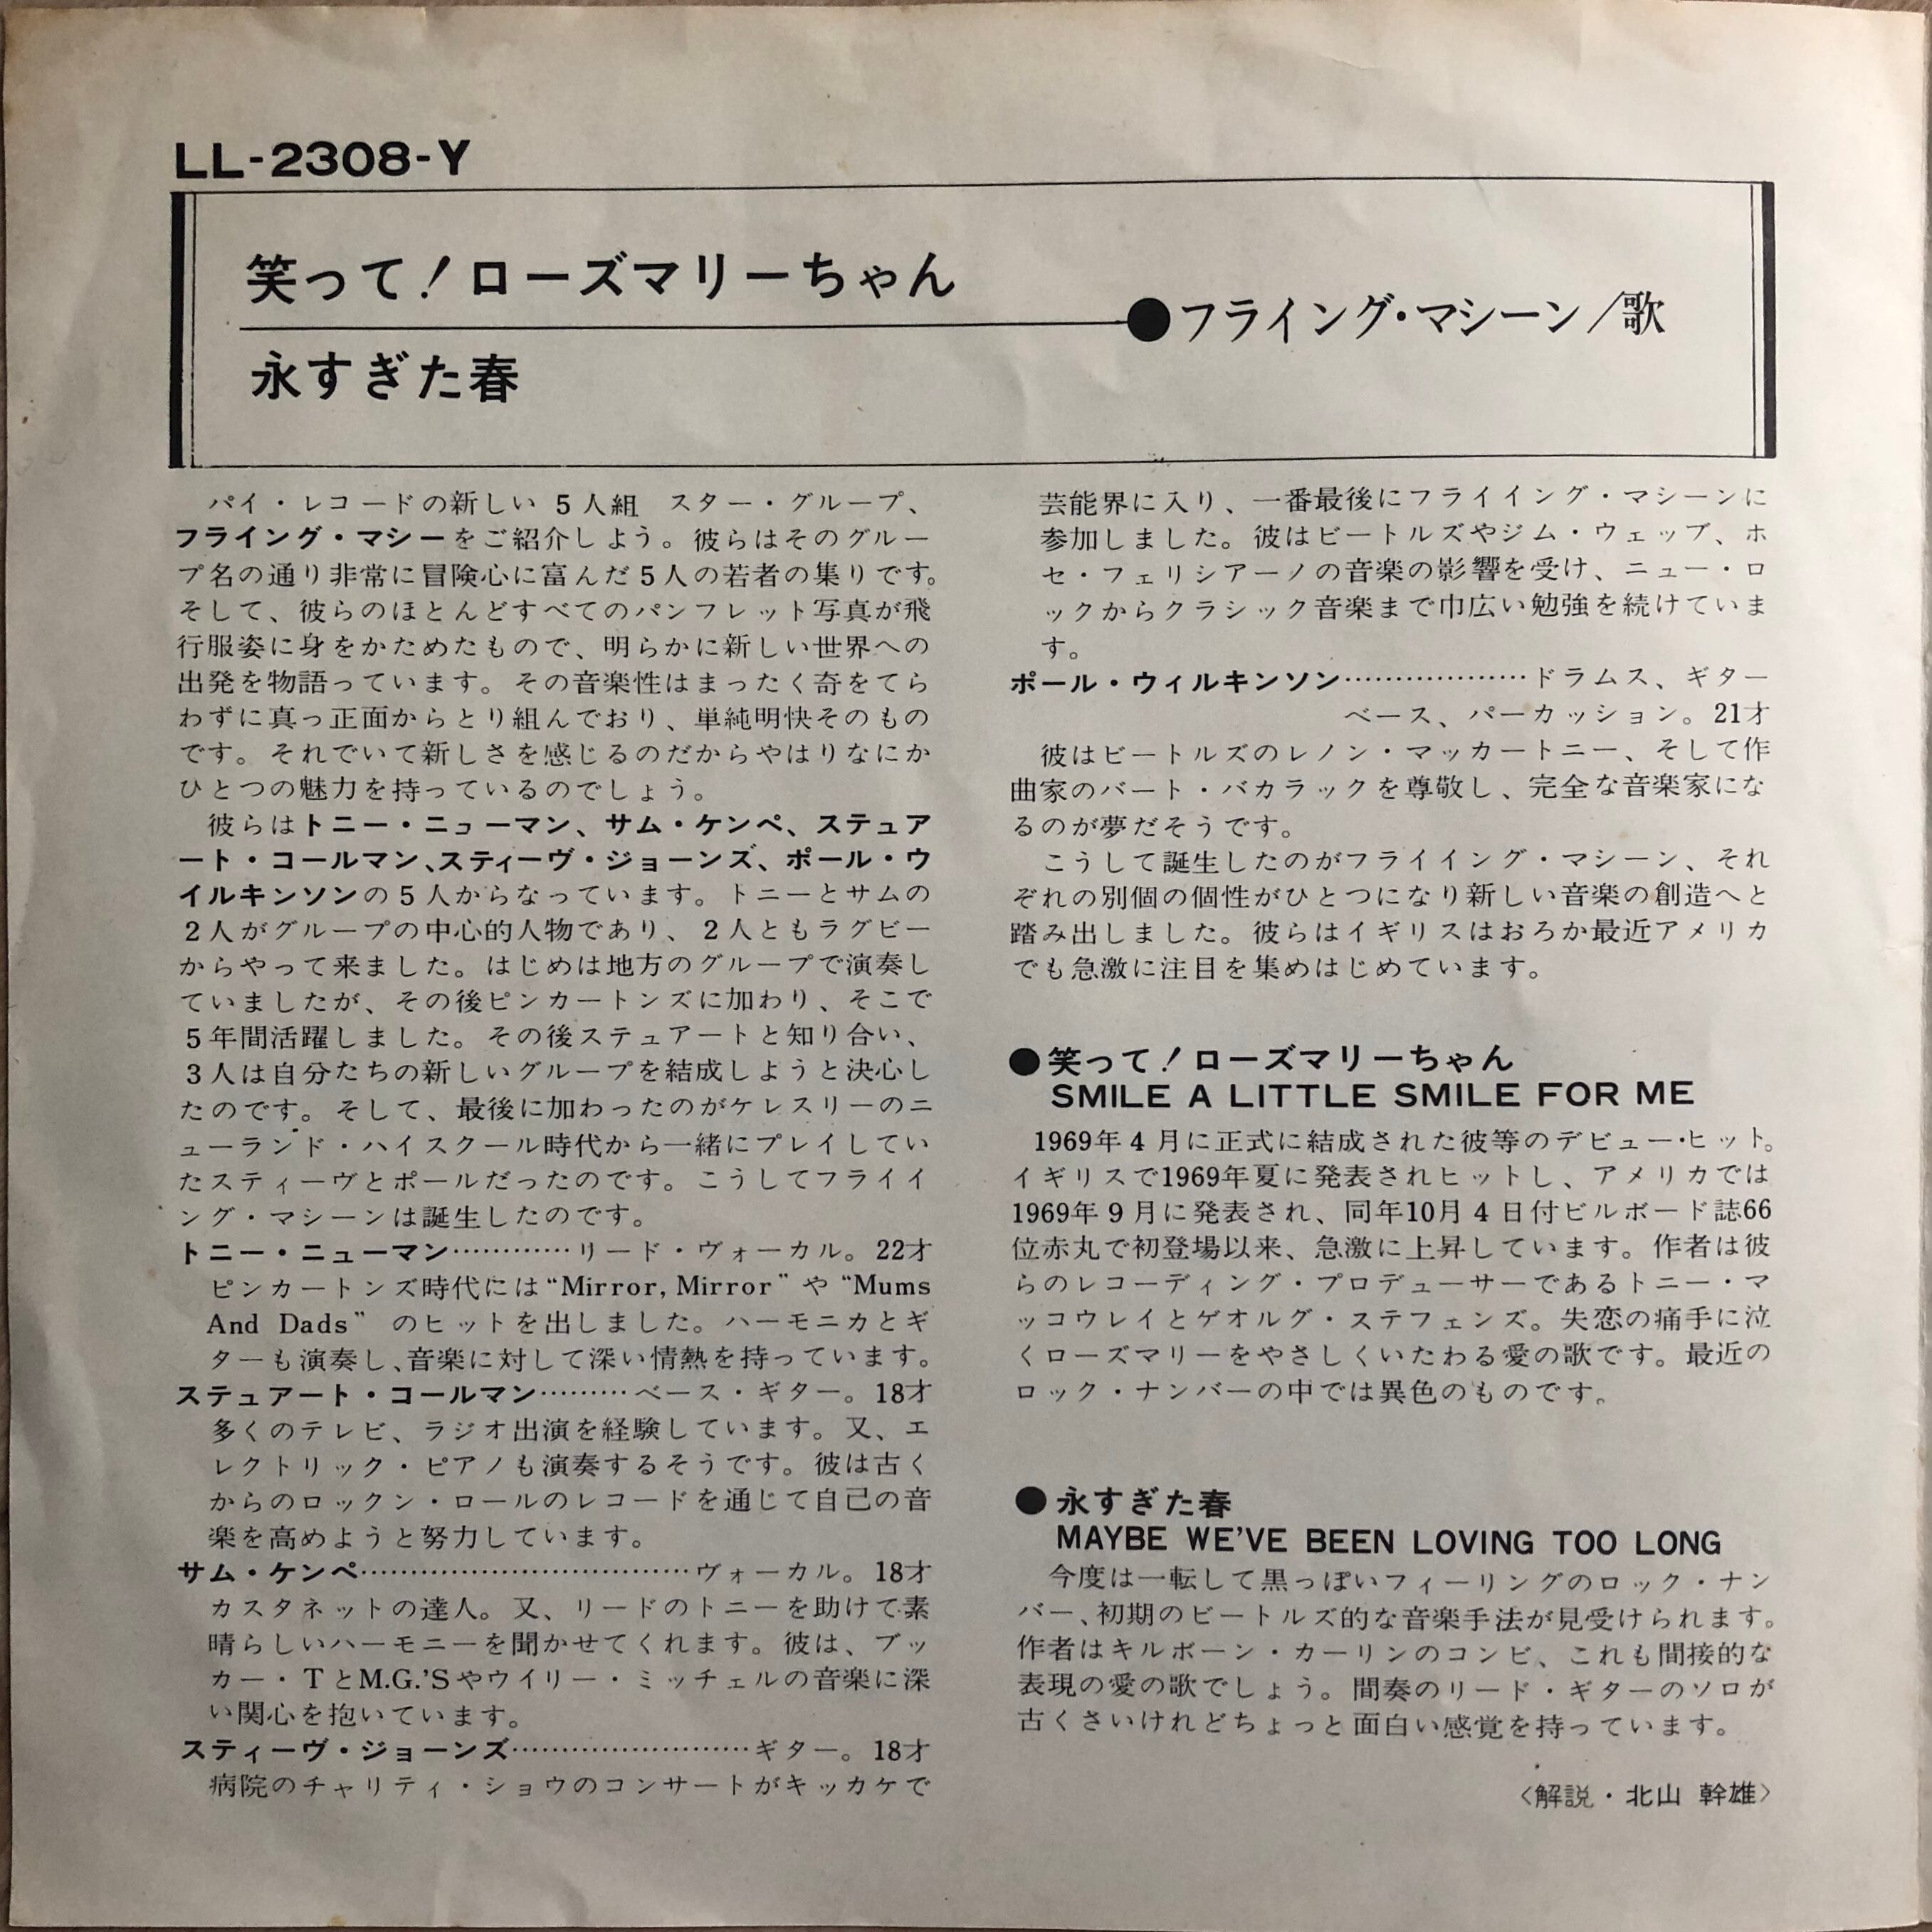 LL-2308-Y
笑って！ローズマリーちゃん
永すぎた春
●フライング・マシーン／歌
パイ・レコードの新しい 5人組　スター・グループ、
フライング・マシーをご紹介しよう。彼らはそのグルー
プ名の通り非常に冒険心に富んだ5人の若者の集りです。
そして、彼らのほとんどすべてのパンフレット写真が飛
行服姿に身をかためたもので、明らかに新しい世界への
出発を物語っています。その音楽性はまったく奇をてら
わずに真っ正面からとり組んでおり、単純明快そのもの
です。それでいて新しさを感じるのだからやはりなにか
ひとつの魅力を持っているのでしょう。
彼らはトニー・ニューマン、サム・ケンペ、ステュア
ート・コールマン、スティーヴ・ジョーンズ、ポール・ウ
イルキンソンの5人からなっています。トニーとサムの
2人がグループの中心的人物であり、2人ともラグビー
からやって来ました。はじめは地方のグループで演奏し
ていましたが、その後ピンカートンズに加わり、そこで
5年間活躍しました。その後ステュアートと知り合い、
3人は自分たちの新しいグループを結成しようと決心し
たのです。そして、最後に加わったのがケレスリーのニ
ューランド・ハイスクール時代から一緒にプレイしてい
たスティーヴとポールだったのです。こうしてフライイ
ング・マシーンは誕生したのです。
トニー・ニューマン…………リード・ヴォーカル。22才
ピンカートンズ時代には“Mirror, Mirror”や“Mums
And Dads”のヒットを出しました。ハーモニカとギ
ターも演奏し、音楽に対して深い情熱を持っています。
ステュアート・コールマン………ベース・ギター。18才
多くのテレビ、ラジオ出演を経験しています。又、エ
レクトリック・ピアノも演奏するそうです。彼は古く
からのロックン・ロールのレコードを通じて自己の音
楽を高めようと努力しています。
サム・ケンペ……………………………ヴォーカル。18才
カスタネットの達人。又、リードのトニーを助けて素
晴らしいハーモニーを聞かせてくれます。彼は、ブッ
カー・TとM.G.'Sやウイリー・ミッチェルの音楽に深
い関心を抱いています。
スティーヴ・ジョーンズ……………………ギター。18才
病院のチャリティ・ショウのコンサートがキッカケで
芸能界に入り、一番最後にフライイング・マシーンに
参加しました。彼はビートルズやジム・ウェッブ、ホ
セ・フェリシアーノの音楽の影響を受け、ニュー・ロ
ックからクラシック音楽まで巾広い勉強を続けていま
す。
ポール・ウィルキンソン………………ドラムス、ギター
ベース、パーカッション。21才
彼はビートルズのレノン・マッカートニー、そして作
曲家のバート・バカラックを尊敬し、完全な音楽家にな
るのが夢だそうです。
こうして誕生したのがフライイング・マシーン、それ
ぞれの別個の個性がひとつになり新しい音楽の創造へと
踏み出しました。彼らはイギリスはおろか最近アメリカ
でも急激に注目を集めはじめています。
●笑って！ローズマリーちゃん
SMILE A LITTLE SMILE FOR ME
1969年4月に正式に結成された彼等のデビュー・ヒット。
イギリスで1969年夏に発表されヒットし、アメリカでは
1969年9月に発表され、同年10月4日付ビルボード誌66
位赤丸で初登場以来、急激に上昇しています。作者は彼
らのレコーディング・プロデューサーであるトニー・マ
ッコウレイとゲオルグ・ステフェンズ。失恋の痛手に泣
くローズマリーをやさしくいたわる愛の歌です。最近の
ロック・ナンバーの中では異色のものです。
●永すぎた春
MAYBE WE'VE BEEN LOVING TOO LONG
今度は一転して黒っぽいフィーリングのロック・ナン
バー、初期のビートルズ的な音楽手法が見受けられます。
作者はキルボーン・カーリンのコンビ、これも間接的な
表現の愛の歌でしょう。間奏のリード・ギターのソロが
古くさいけれどちょっと面白い感覚を持っています。
〈解説・北山 幹雄〉